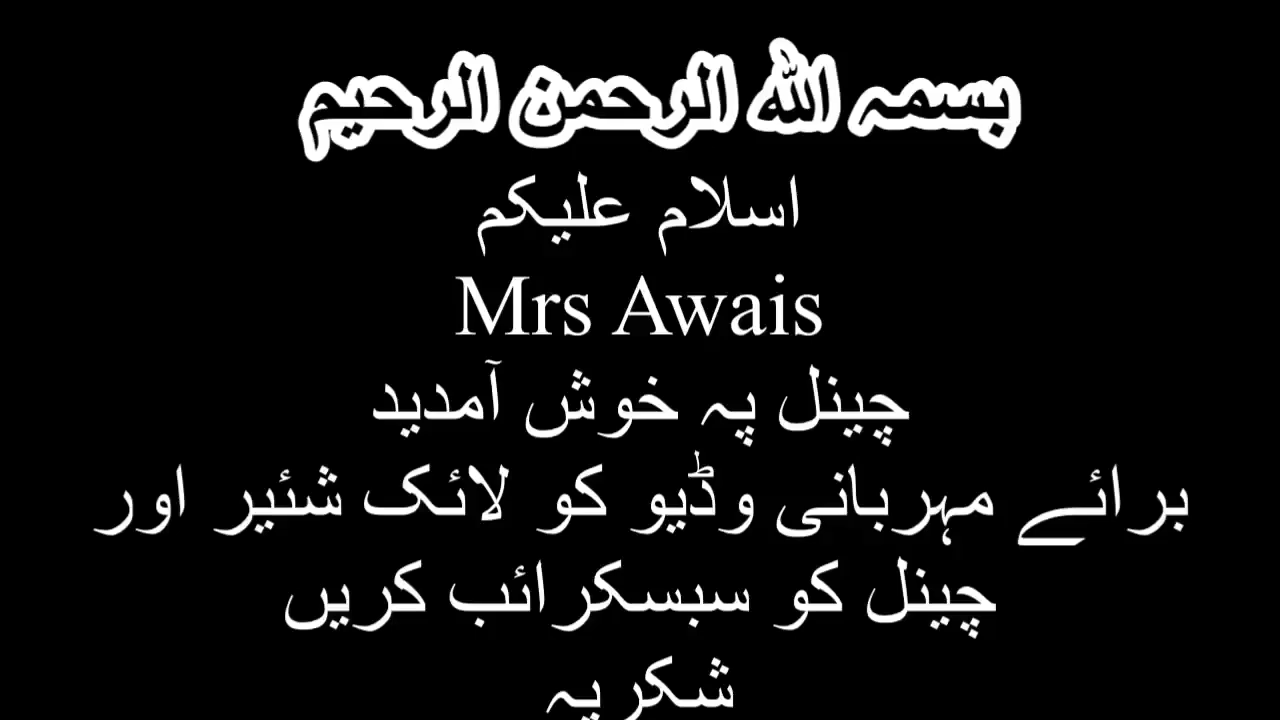 بسمہ اللہ الرحمن الرحیم
اسلام علیکم
Mrs Awais
چینل پہ خوش آمدید
برائے مہربانی وڈیو کو لائک شئیر اور
چینل کو سبسکرائب کریں
شکریہ